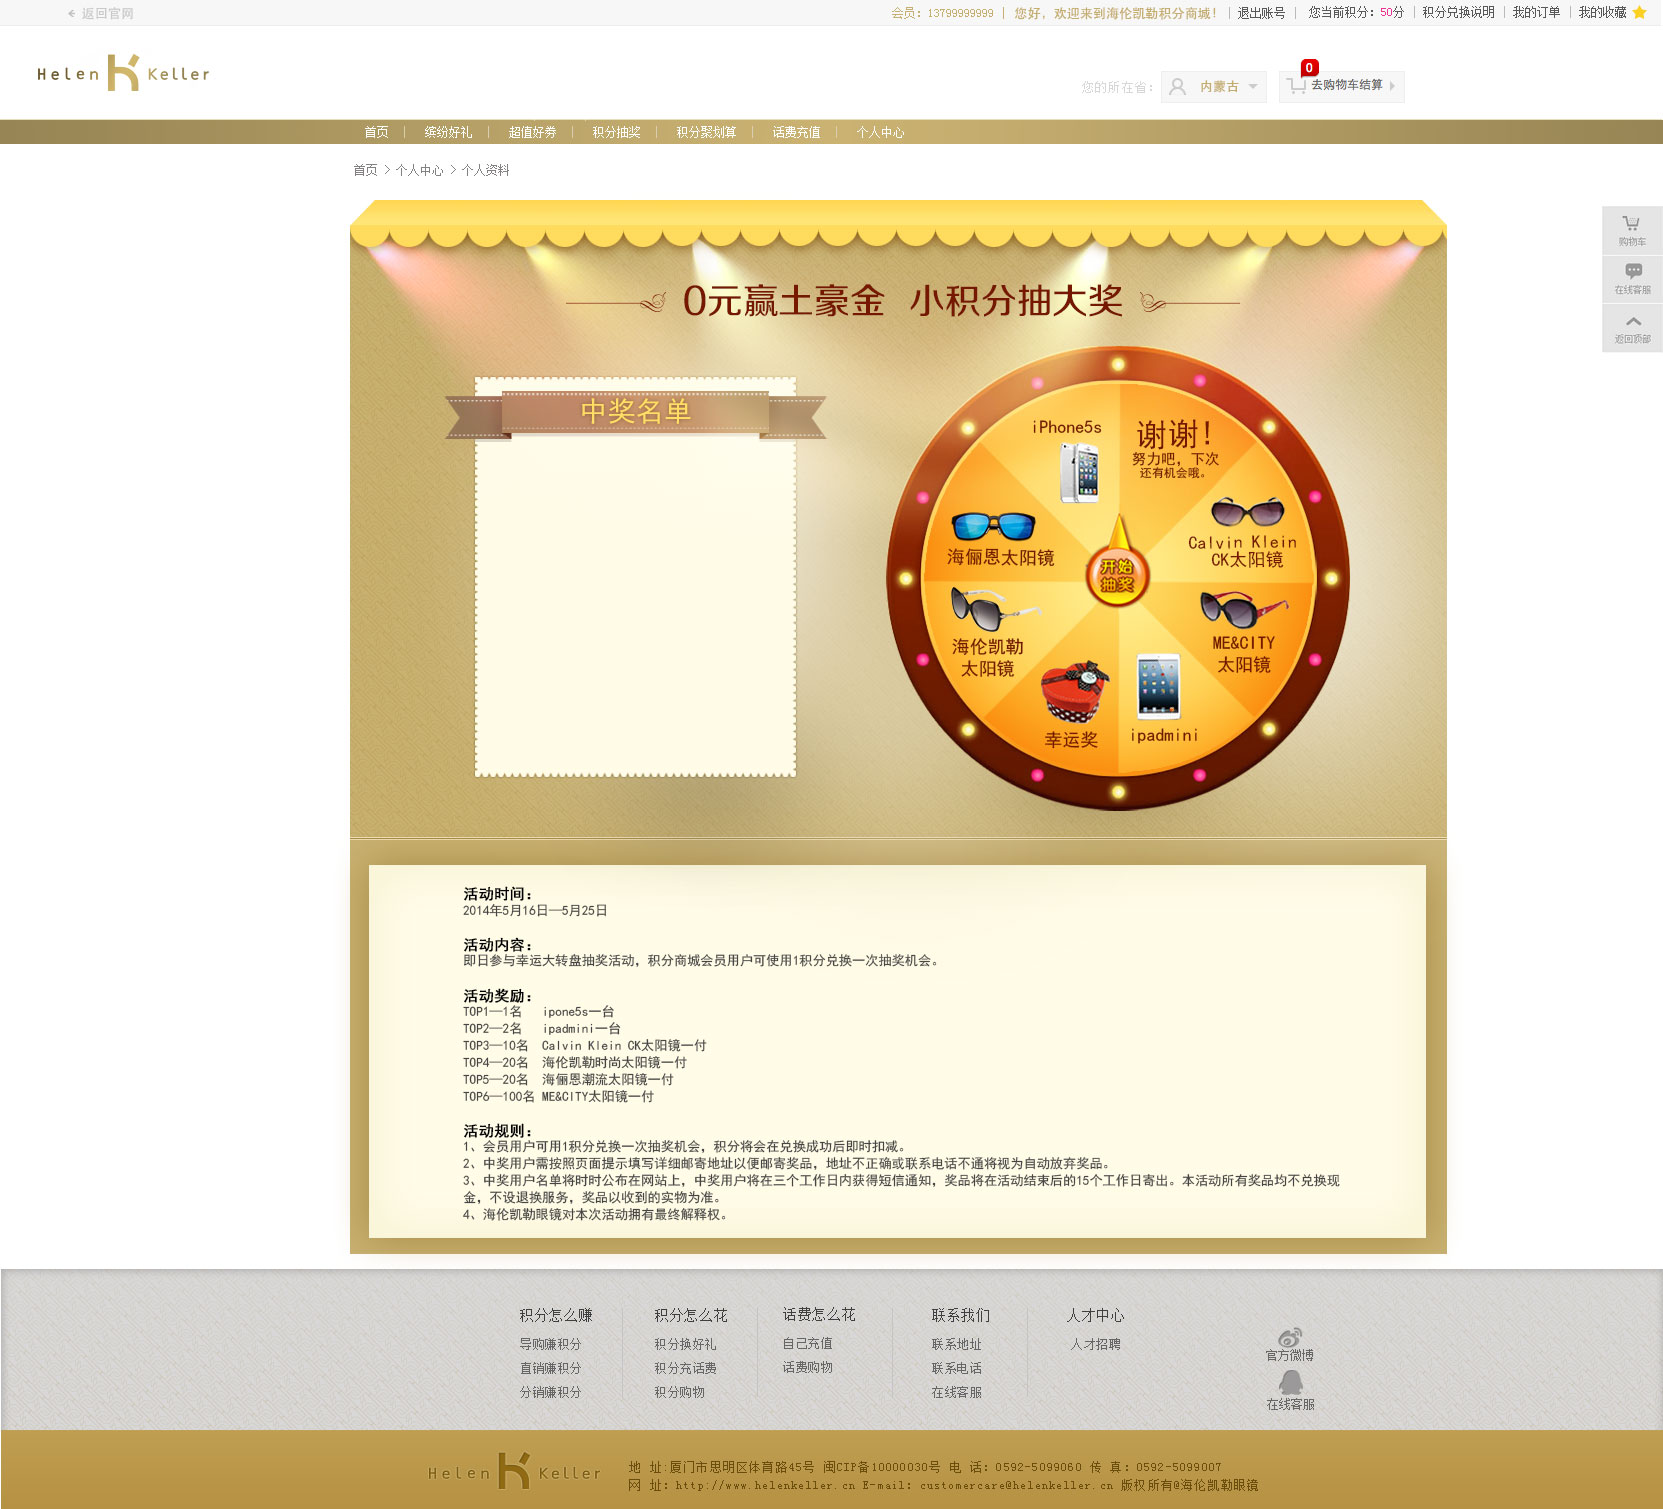 返回官网
会员：13799999999
您好，欢迎来到海伦凯勒积分商城！
退出账号
您当前积分：50分
积分兑换说明
我的订单
我的收藏
Helen Keller
您的所在省：
内蒙古
0
去购物车结算
首页
缤纷好礼
超值好券
积分抽奖
积分聚划算
话费充值
个人中心
首页 > 个人中心 > 个人资料
购物车
在线客服
返回顶部
0元赢土豪金 小积分抽大奖
中奖名单
iPhone5s
谢谢！
努力吧，下次
还有机会哦。
海俪恩太阳镜
Calvin Klein
CK太阳镜
开始
抽奖
海伦凯勒
太阳镜
ME&CITY
太阳镜
幸运奖
ipadmini
活动时间：
2014年5月16日—5月25日
活动内容：
即日参与幸运大转盘抽奖活动，积分商城会员用户可使用1积分兑换一次抽奖机会。
活动奖励：
TOP1—1名 ipone5s一台
TOP2—2名 ipadmini一台
TOP3—10名 Calvin Klein CK太阳镜一付
TOP4—20名 海伦凯勒时尚太阳镜一付
TOP5—20名 海俪恩潮流太阳镜一付
TOP6—100名 ME&CITY太阳镜一付
活动规则：
1、会员用户可用1积分兑换一次抽奖机会，积分将会在兑换成功后即时扣减。
2、中奖用户需按照页面提示填写详细邮寄地址以便邮寄奖品，地址不正确或联系电话不通将视为自动放弃奖品。
3、中奖用户名单将时时公布在网站上，中奖用户将在三个工作日内获得短信通知，奖品将在活动结束后的15个工作日寄出。本活动所有奖品均不兑换现
金，不设退换服务，奖品以收到的实物为准。
4、海伦凯勒眼镜对本次活动拥有最终解释权。
积分怎么赚
导购赚积分
直销赚积分
分销赚积分
积分怎么花
积分换好礼
积分充话费
积分购物
话费怎么花
自己充值
话费购物
联系我们
联系地址
联系电话
在线客服
人才中心
人才招聘
官方微博
在线客服
Helen Keller
地 址:厦门市思明区体育路45号 闽CIP备10000030号 电 话：0592-5099060 传 真：0592-5099007
网 址：http://www.helenkeller.cn E-mail：customercare@helenkeller.cn 版权所有@海伦凯勒眼镜